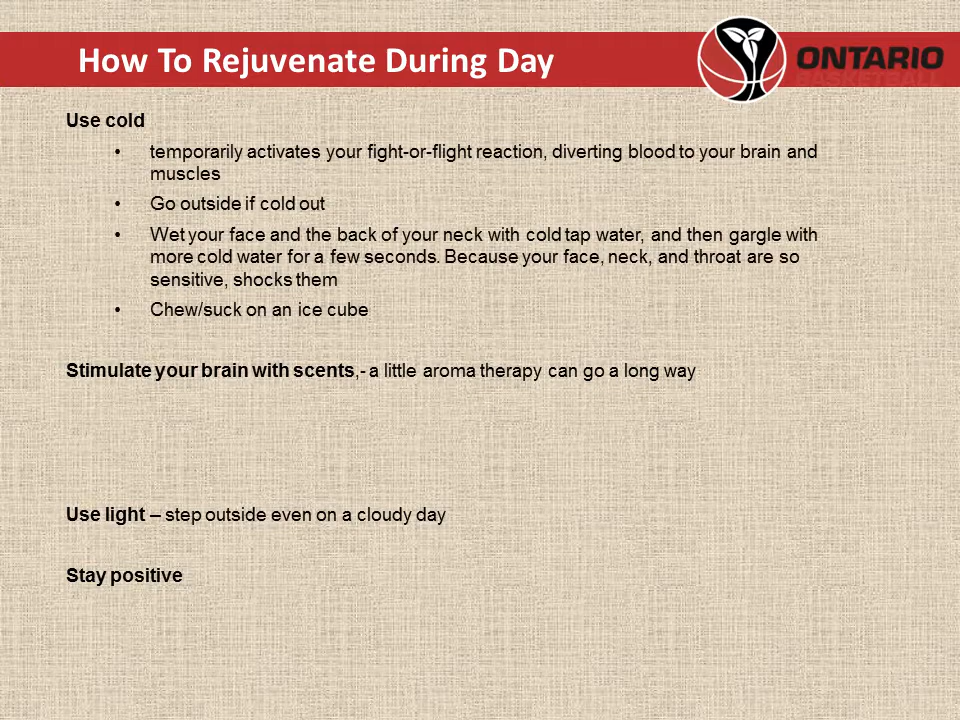 How To Rejuvenate During Day
ONTARIO
BASKETBALL
Use cold
• temporarily activates your fight-or-flight reaction, diverting blood to your brain and
muscles
• Go outside if cold out
• Wet your face and the back of your neck with cold tap water, and then gargle with
more cold water for a few seconds. Because your face, neck, and throat are so
sensitive, shocks them
• Chew/suck on an ice cube
Stimulate your brain with scents,- a little aroma therapy can go a long way
Use light – step outside even on a cloudy day
Stay positive